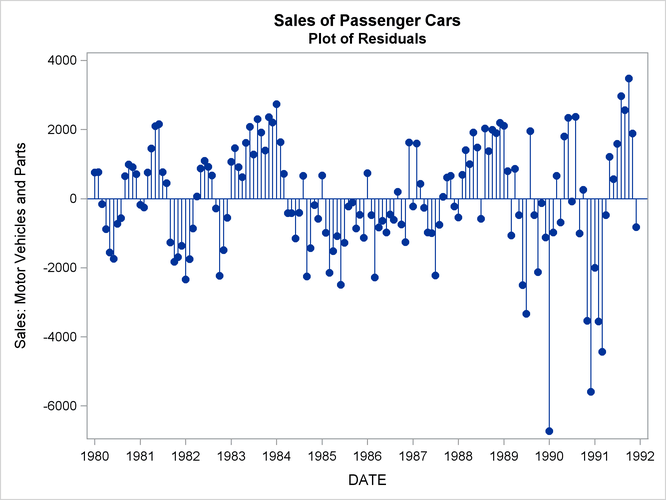 Sales of Passenger Cars
Plot of Residuals
Sales: Motor Vehicles and Parts
4000
2000
0
-2000
-4000
-6000
1980 1981 1982 1983 1984 1985 1986 1987 1988 1989 1990 1991 1992
DATE